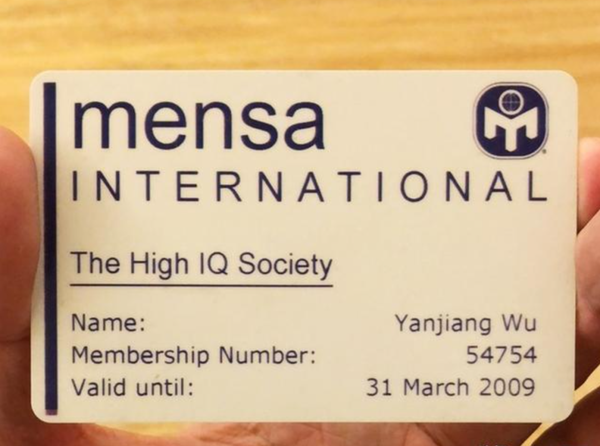 mensa
INTERNATIONAL
The High IQ Society
Name: Yanjiang Wu
Membership Number: 54754
Valid until: 31 March 2009